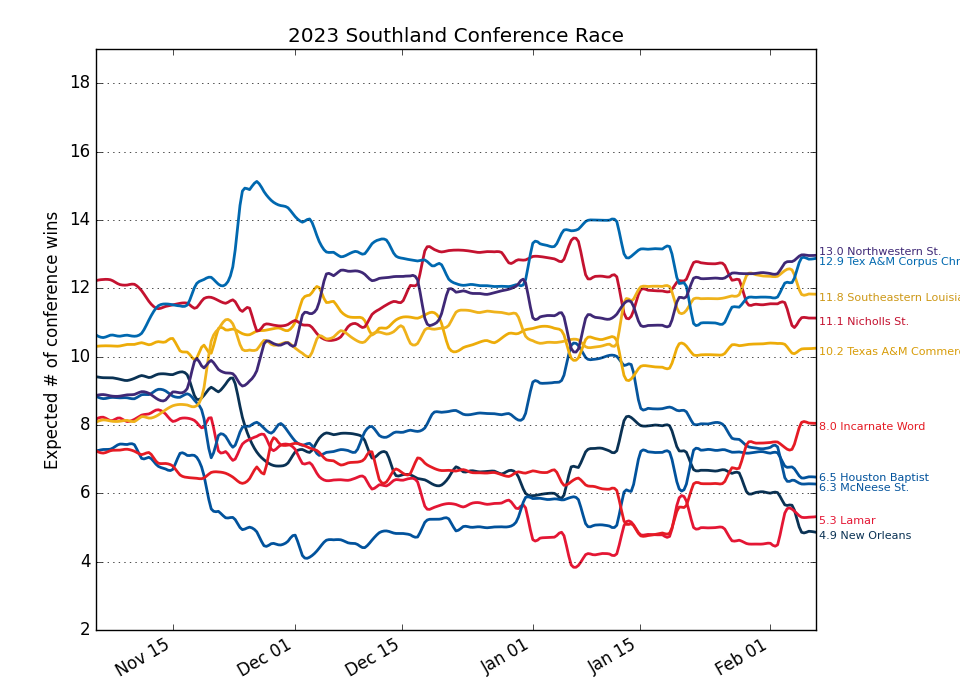 2023 Southland Conference Race
Expected # of conference wins
18
16
14
12
10
8
6
4
2
13.0 Northwestern St.
12.9 Tex A&M Corpus Chr
11.8 Southeastern Louisia
11.1 Nicholls St.
10.2 Texas A&M Commerc
8.0 Incarnate Word
6.5 Houston Baptist
6.3 McNeese St.
5.3 Lamar
4.9 New Orleans
Nov 15
Dec 01
Dec 15
Jan 01
Jan 15
Feb 01